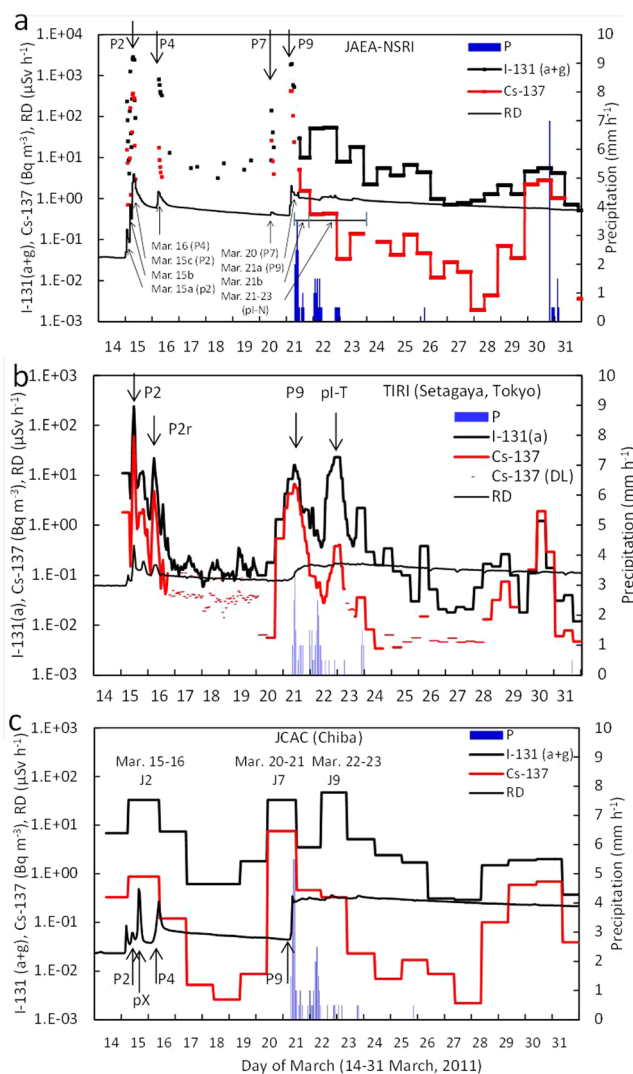 a
P2
P4
P7
P9
1.E+04
1.E+03
1.E+02
1.E+01
1.E+00
1.E-01
1.E-02
1.E-03
I-131(a+g), Cs-137 (Bq m-3), RD (µSv h-1)
JAEA-NSRI
P
I-131 (a+g)
Cs-137
RD
Mar. 16 (P4)
Mar. 15c (P2)
Mar. 15b
Mar. 15a (p2)
Mar. 20 (P7)
Mar. 21a (P9)
Mar. 21b
Mar. 21-23
(pI-N)
10
9
8
7
6
5
4
3
2
1
0
Precipitation (mm h-1)
14 15 16 17 18 19 20 21 22 23 24 25 26 27 28 29 30 31
b
P2
P2r
P9
pI-T
TIRI (Setagaya, Tokyo)
P
I-131(a)
Cs-137
Cs-137 (DL)
RD
1.E+03
1.E+02
1.E+01
1.E+00
1.E-01
1.E-02
1.E-03
I-131(a), Cs-137 (Bq m-3), RD (µSv h-1)
10
9
8
7
6
5
4
3
2
1
0
Precipitation (mm h-1)
14 15 16 17 18 19 20 21 22 23 24 25 26 27 28 29 30 31
c
JCAC (Chiba)
Mar. 15-16
J2
Mar. 20-21
J7
Mar. 22-23
J9
P
I-131 (a+g)
Cs-137
RD
1.E+03
1.E+02
1.E+01
1.E+00
1.E-01
1.E-02
1.E-03
I-131 (a+g), Cs-137 (Bq m-3), RD (µSv h-1)
P2
pX
P4
P9
10
9
8
7
6
5
4
3
2
1
0
Precipitation (mm h-1)
14 15 16 17 18 19 20 21 22 23 24 25 26 27 28 29 30 31
Day of March (14-31 March, 2011)